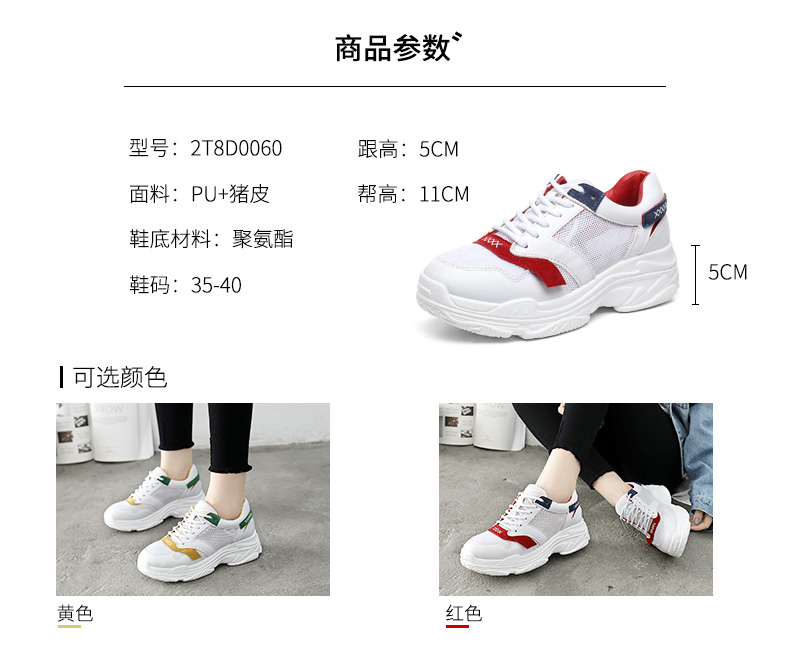 商品参数
型号：2T8D0060
跟高：5CM
面料：PU+猪皮
帮高：11CM
鞋底材料：聚氨酯
鞋码：35-40
XXXX
5CM
可选颜色
黄色
红色